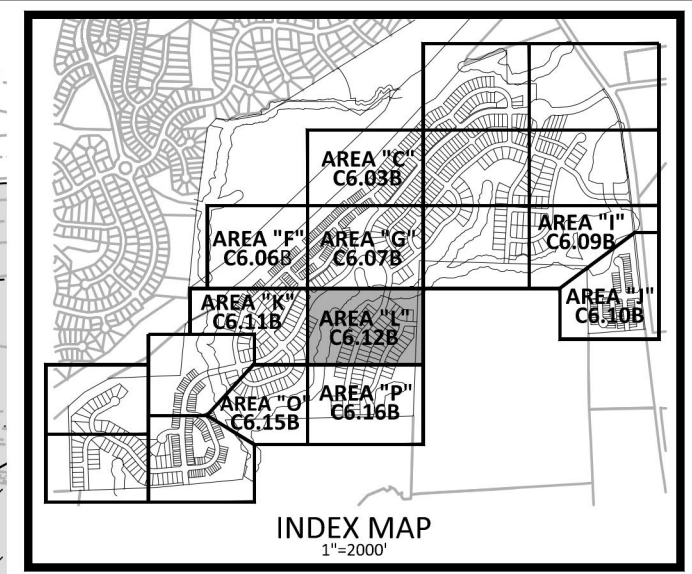 AREA "C"
C6.03B
AREA "F"
C6.06B
AREA "G"
C6.07B
AREA "I"
C6.09B
AREA "K"
C6.11B
AREA "L"
C6.12B
AREA "J"
C6.10B
AREA "O"
C6.15B
AREA "P"
C6.16B
INDEX MAP
1"=2000'